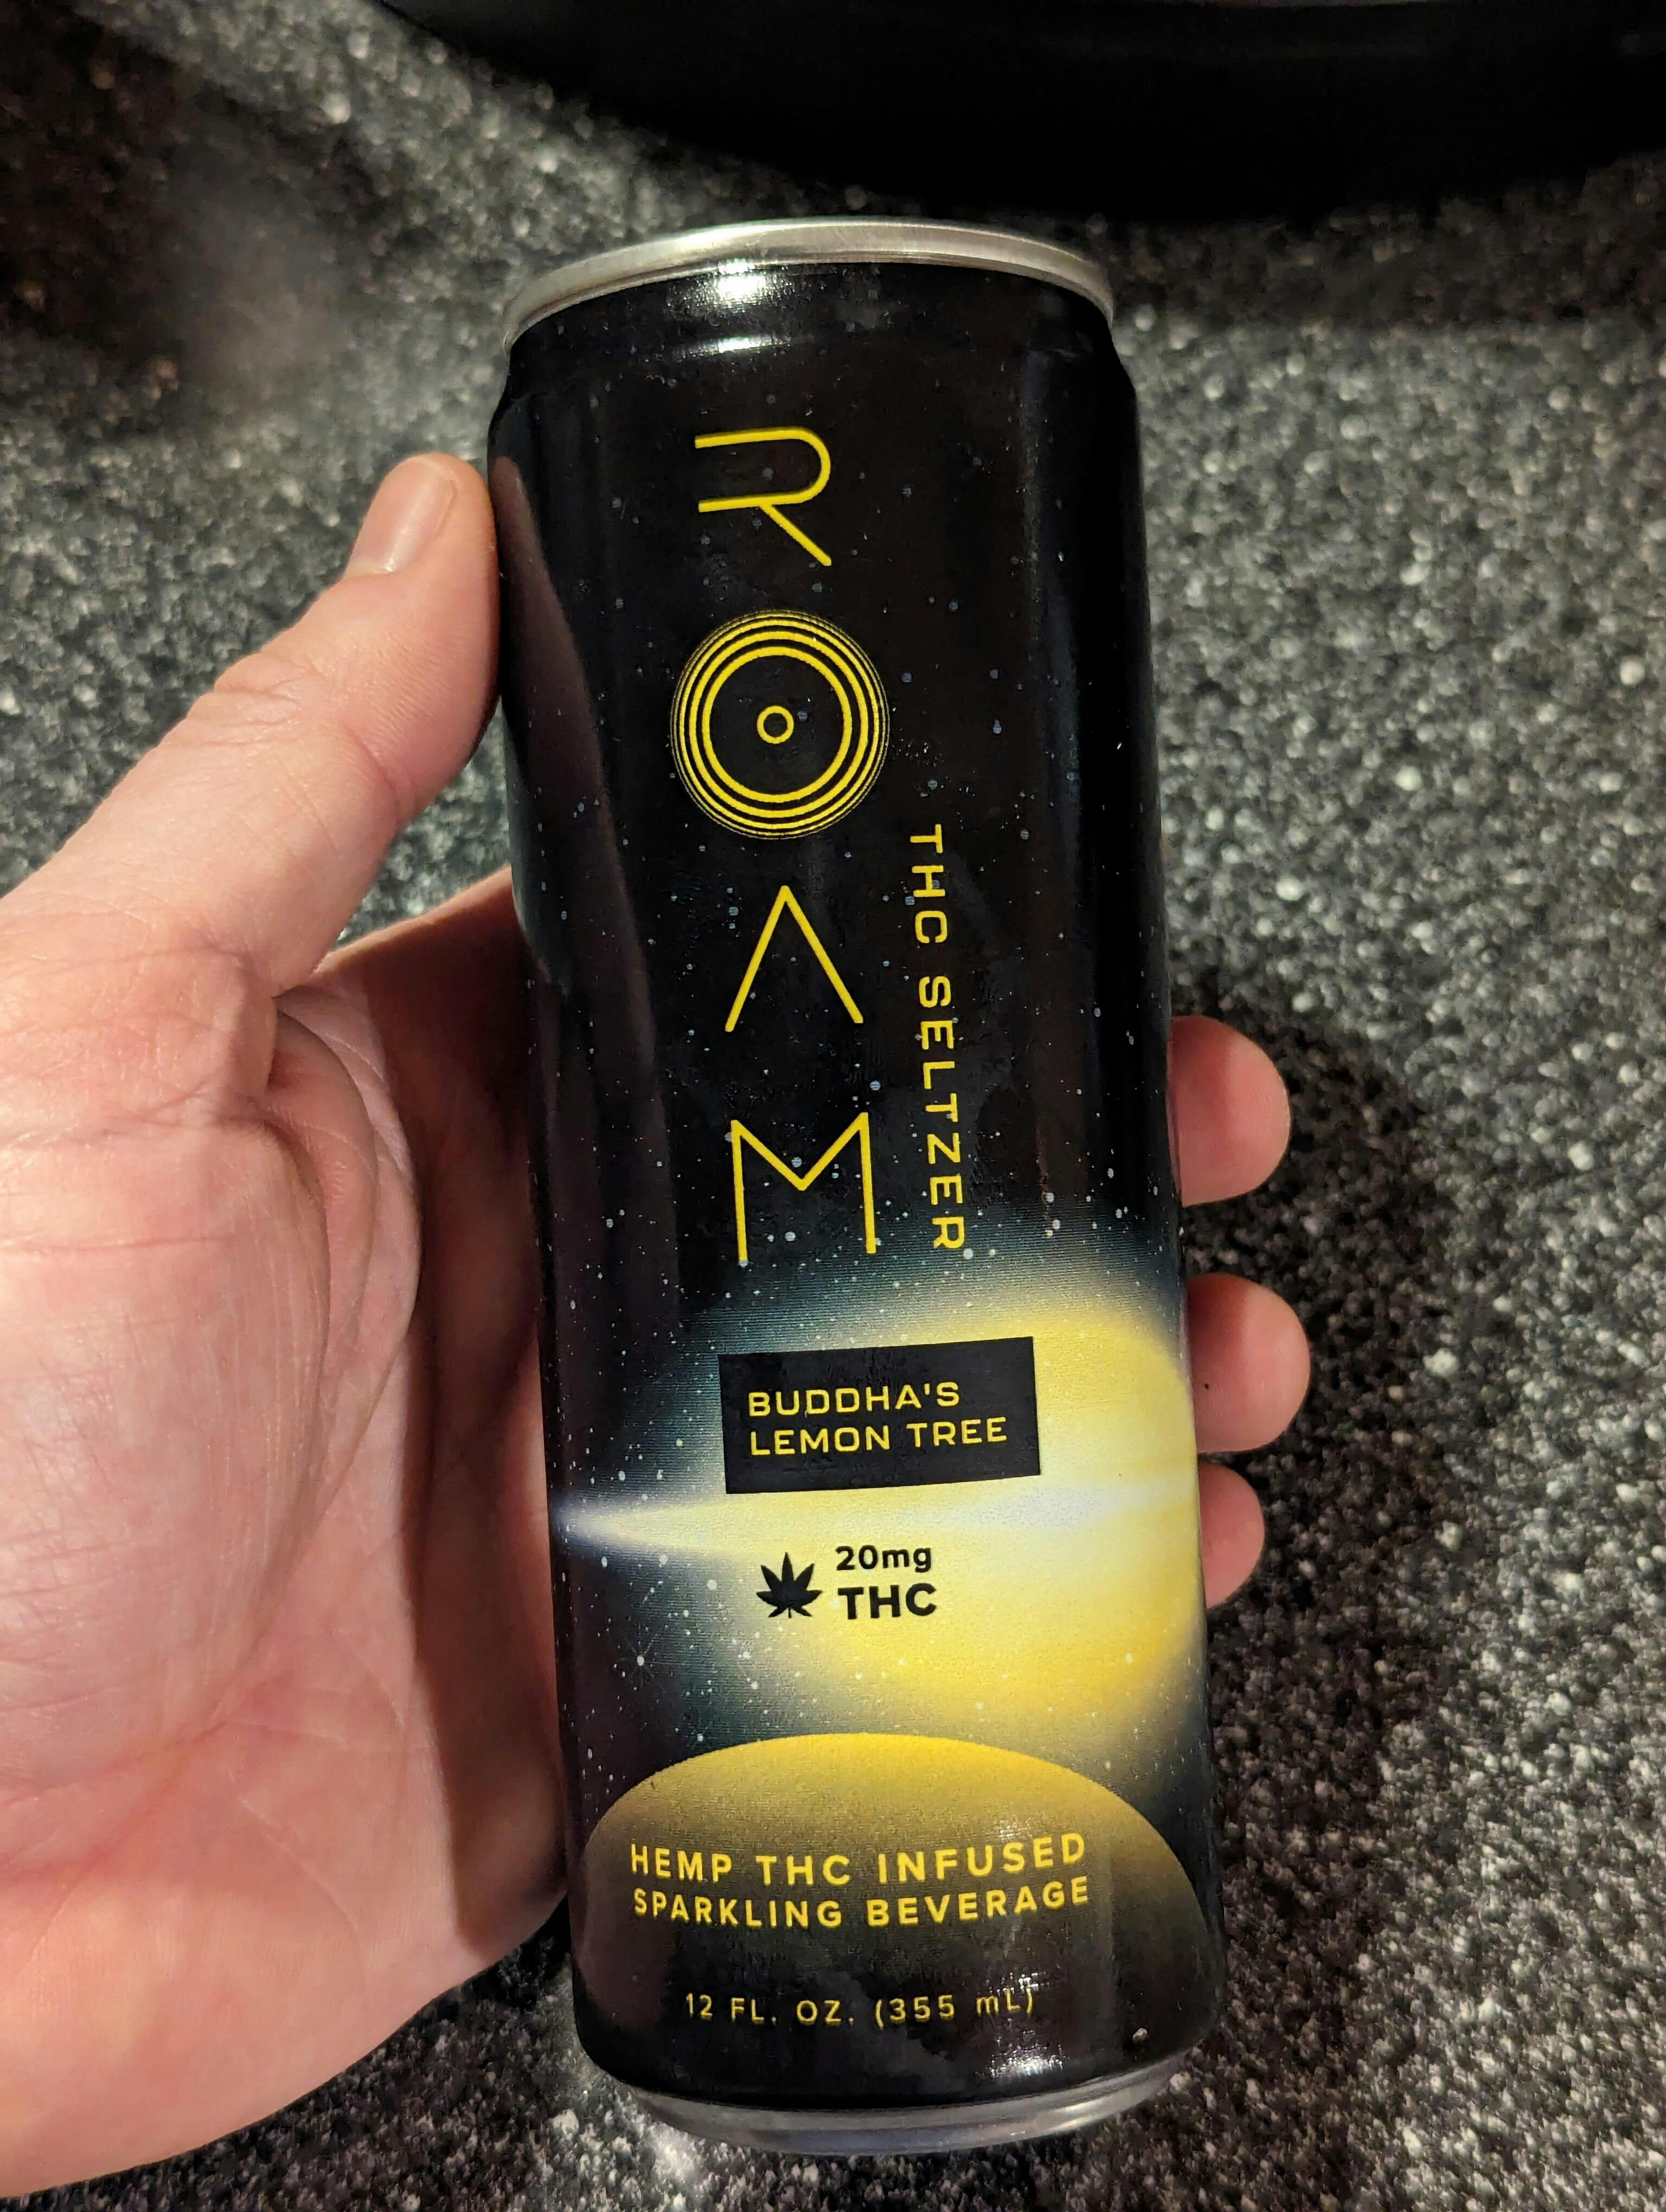 ROAM
THC SELTZER
BUDDHA'S
LEMON TREE
20mg
THC
HEMP THC INFUSED
SPARKLING BEVERAGE
12 FL. OZ. (355 mL)